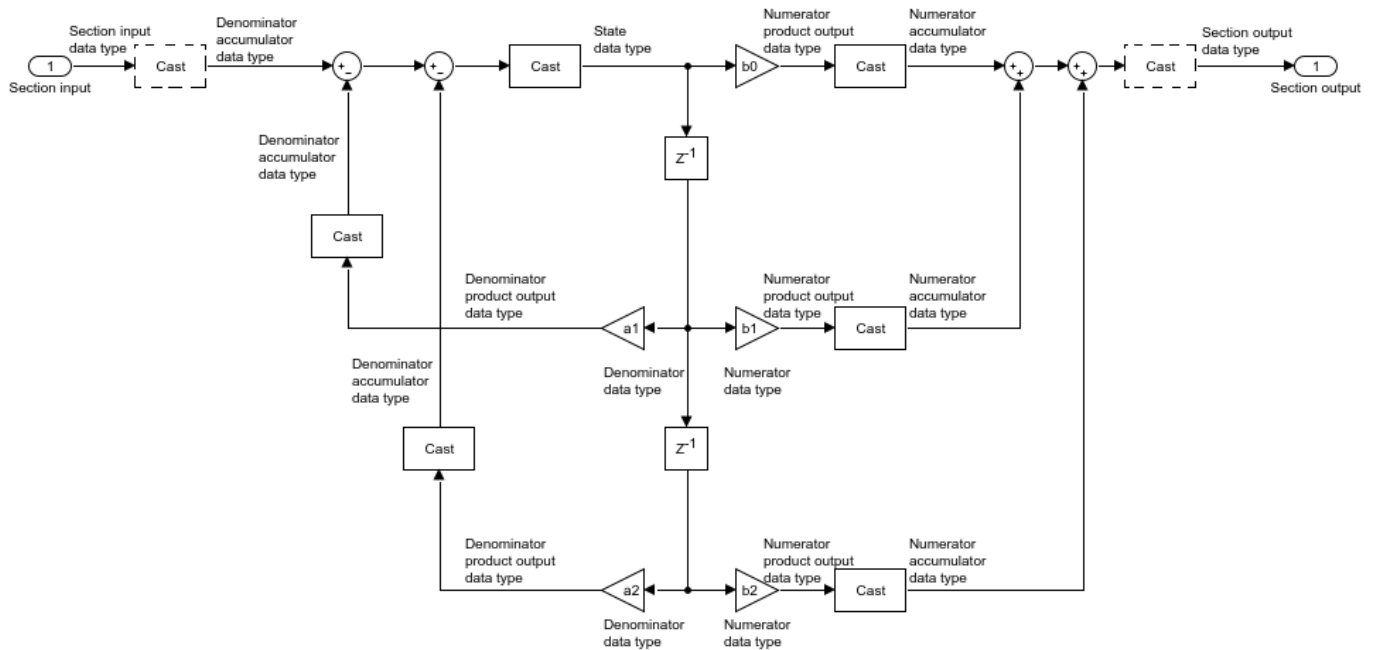 Section input
data type
Denominator
accumulator
data type
State
data type
Numerator
product output
data type
Numerator
accumulator
data type
Section output
data type
1
Section input
Cast
+
−
+
−
Cast
b0
Cast
+
+
+
+
Cast
1
Section output
Z-1
Denominator
accumulator
data type
Cast
Denominator
product output
data type
Numerator
product output
data type
Numerator
accumulator
data type
a1
b1
Cast
Denominator
accumulator
data type
Denominator
data type
Numerator
data type
Cast
Z-1
Denominator
product output
data type
Numerator
product output
data type
Numerator
accumulator
data type
a2
b2
Cast
Denominator
data type
Numerator
data type